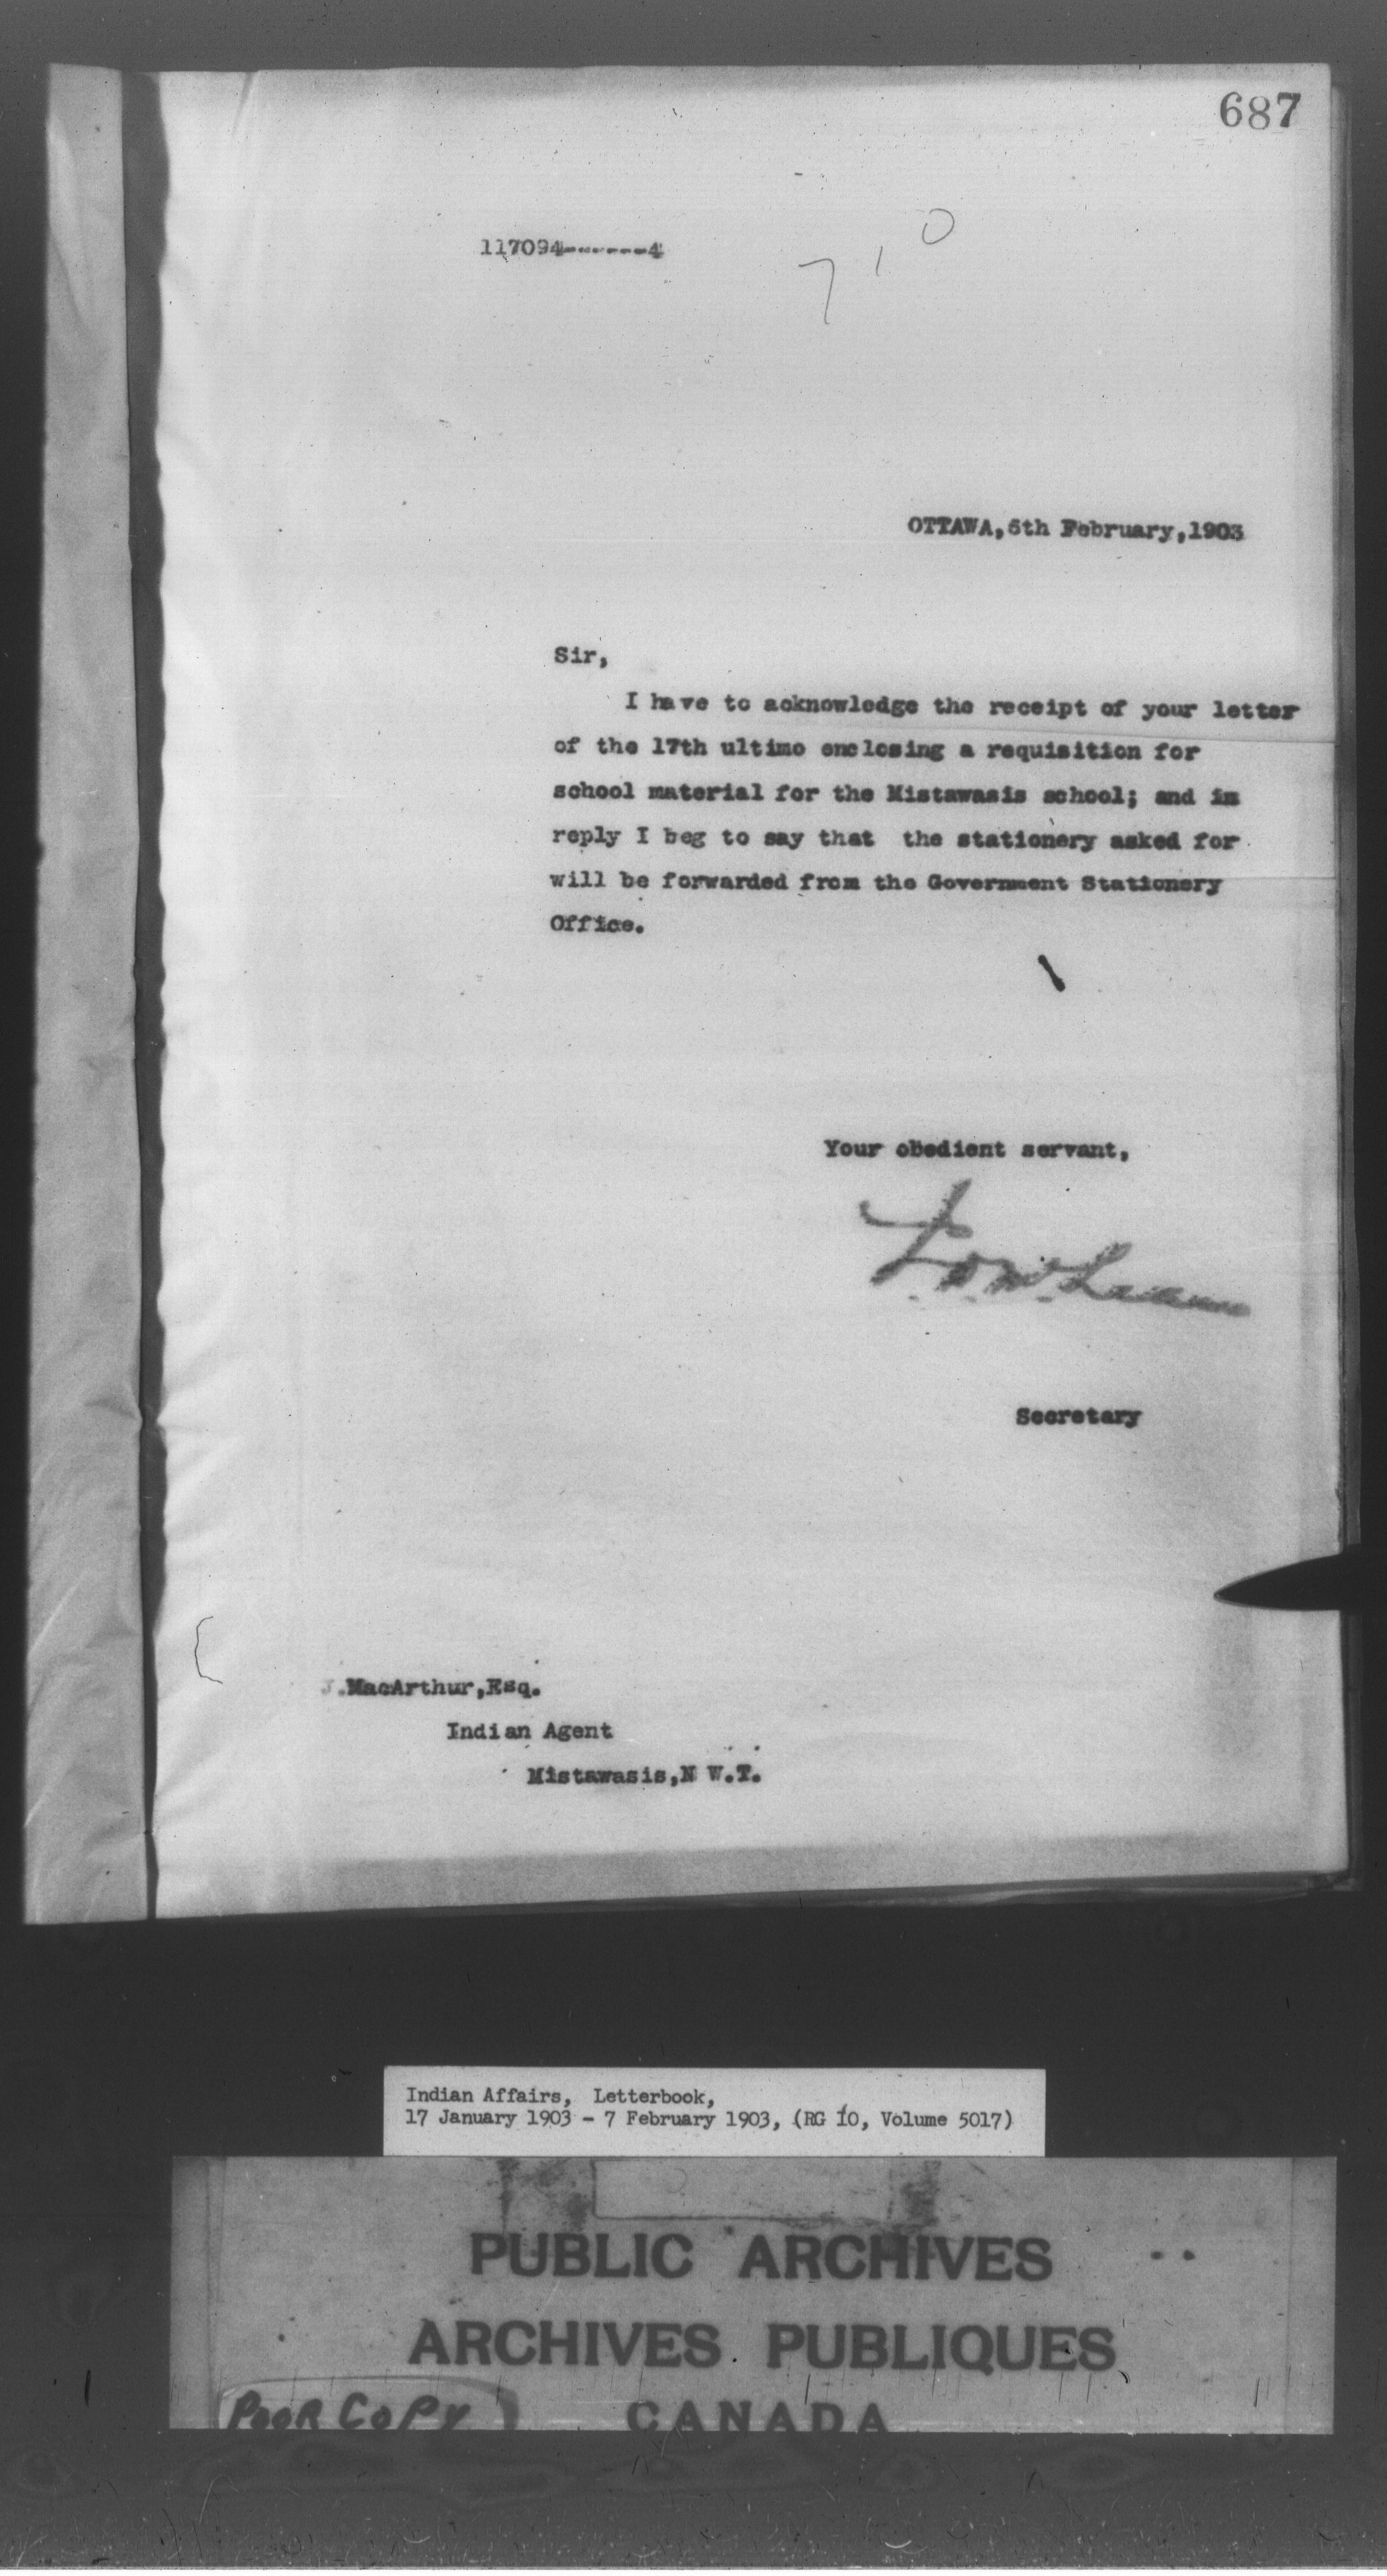 687
117094-------4
7 1 0
OTTAWA, 6th February, 1903
Sir,
I have to acknowledge the receipt of your letter
of the 17th ultimo enclosing a requisition for
school material for the Mistawasis school; and in
reply I beg to say that the stationery asked for
will be forwarded from the Government Stationery
Office.
Your obedient servant,
Secretary
J. MacArthur, Esq.
Indian Agent
Mistawasis, N W.T.
Indian Affairs, Letterbook,
17 January 1903 - 7 February 1903, (RG 10, Volume 5017)
PUBLIC ARCHIVES
ARCHIVES PUBLIQUES
POOR COPY
CANADA